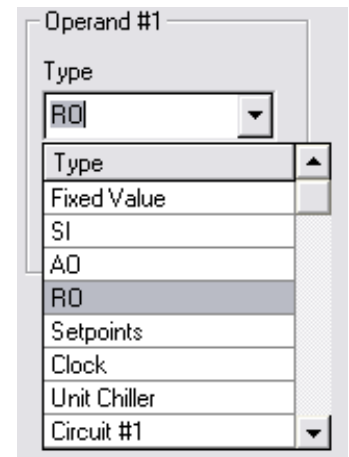 Operand #1
Type
RO
Type
Fixed Value
SI
AO
RO
Setpoints
Clock
Unit Chiller
Circuit #1